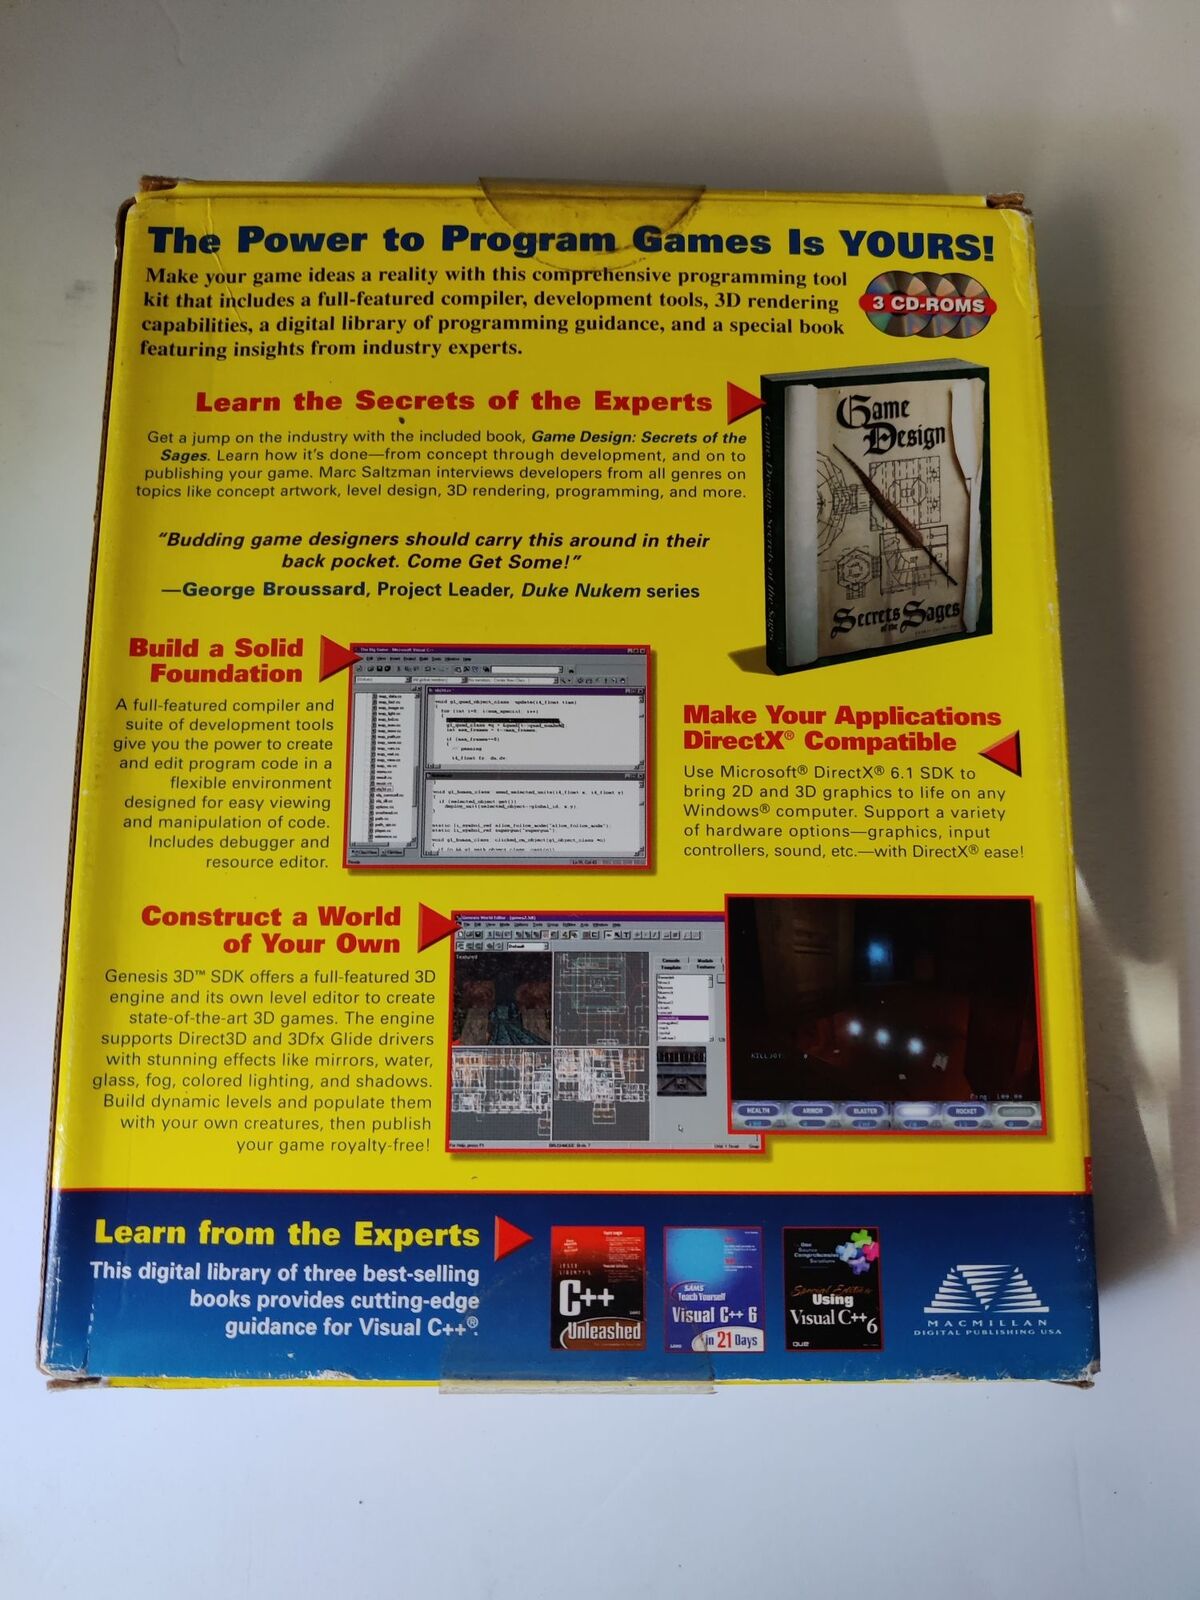 The Power to Program Games Is YOURS!
Make your game ideas a reality with this comprehensive programming tool
kit that includes a full-featured compiler, development tools, 3D rendering
capabilities, a digital library of programming guidance, and a special book
featuring insights from industry experts.
3 CD-ROMS
Learn the Secrets of the Experts
Get a jump on the industry with the included book, Game Design: Secrets of the
Sages. Learn how it's done—from concept through development, and on to
publishing your game. Marc Saltzman interviews developers from all genres on
topics like concept artwork, level design, 3D rendering, programming, and more.
"Budding game designers should carry this around in their
back pocket. Come Get Some!"
—George Broussard, Project Leader, Duke Nukem series
Game
Design
Secrets
of the
Sages
Game Design: Secrets of the Sages
Build a Solid
Foundation
A full-featured compiler and
suite of development tools
give you the power to create
and edit program code in a
flexible environment
designed for easy viewing
and manipulation of code.
Includes debugger and
resource editor.
Make Your Applications
DirectX® Compatible
Use Microsoft® DirectX® 6.1 SDK to
bring 2D and 3D graphics to life on any
Windows® computer. Support a variety
of hardware options—graphics, input
controllers, sound, etc.—with DirectX® ease!
Construct a World
of Your Own
Genesis 3D™ SDK offers a full-featured 3D
engine and its own level editor to create
state-of-the-art 3D games. The engine
supports Direct3D and 3Dfx Glide drivers
with stunning effects like mirrors, water,
glass, fog, colored lighting, and shadows.
Build dynamic levels and populate them
with your own creatures, then publish
your game royalty-free!
Textured
HEALTH
ARMOR
BLASTER
ROCKET
Learn from the Experts
This digital library of three best-selling
books provides cutting-edge
guidance for Visual C++®.
C++
Unleashed
SAMS
Teach Yourself
Visual C++ 6
in 21 Days
Special Edition
Using
Visual C++ 6
que
MACMILLAN
DIGITAL PUBLISHING USA